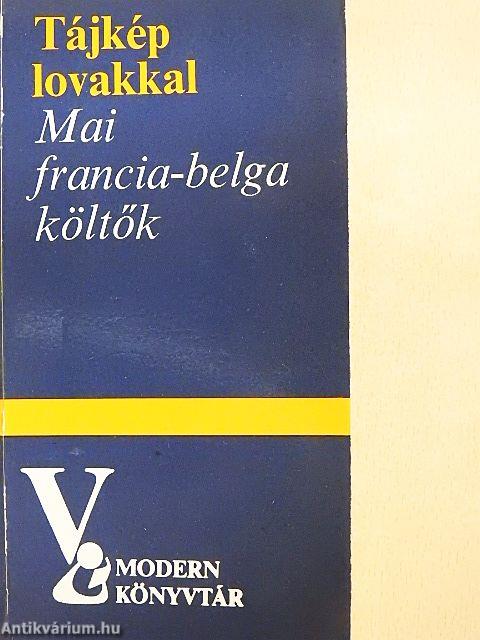 Tájkép
lovakkal
Mai
francia-belga
költők
MODERN
KÖNYVTÁR
Antikvárium.hu